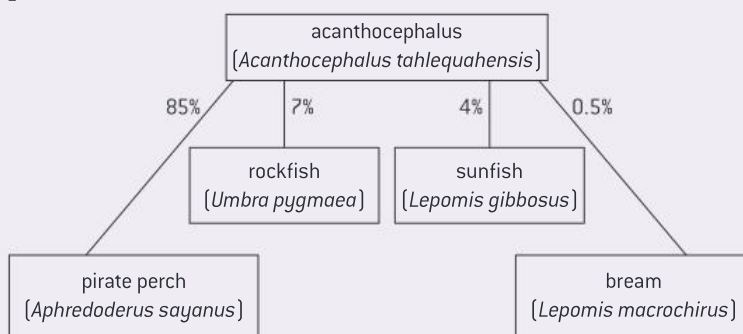 acanthocephalus
(Acanthocephalus tahlequahensis)
85%
7%
4%
0.5%
rockfish
(Umbra pygmaea)
sunfish
(Lepomis gibbosus)
pirate perch
(Aphredoderus sayanus)
bream
(Lepomis macrochirus)